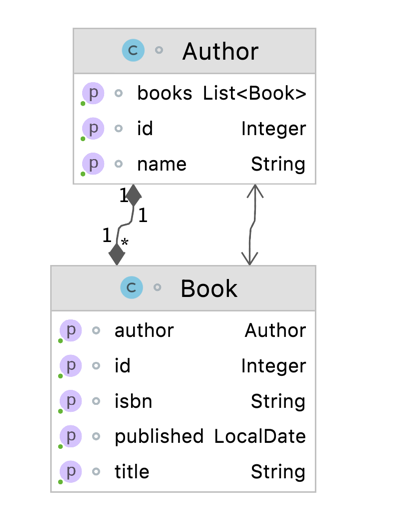 C Author
p books List<Book>
p id Integer
p name String
1
1
1
*
C Book
p author Author
p id Integer
p isbn String
p published LocalDate
p title String